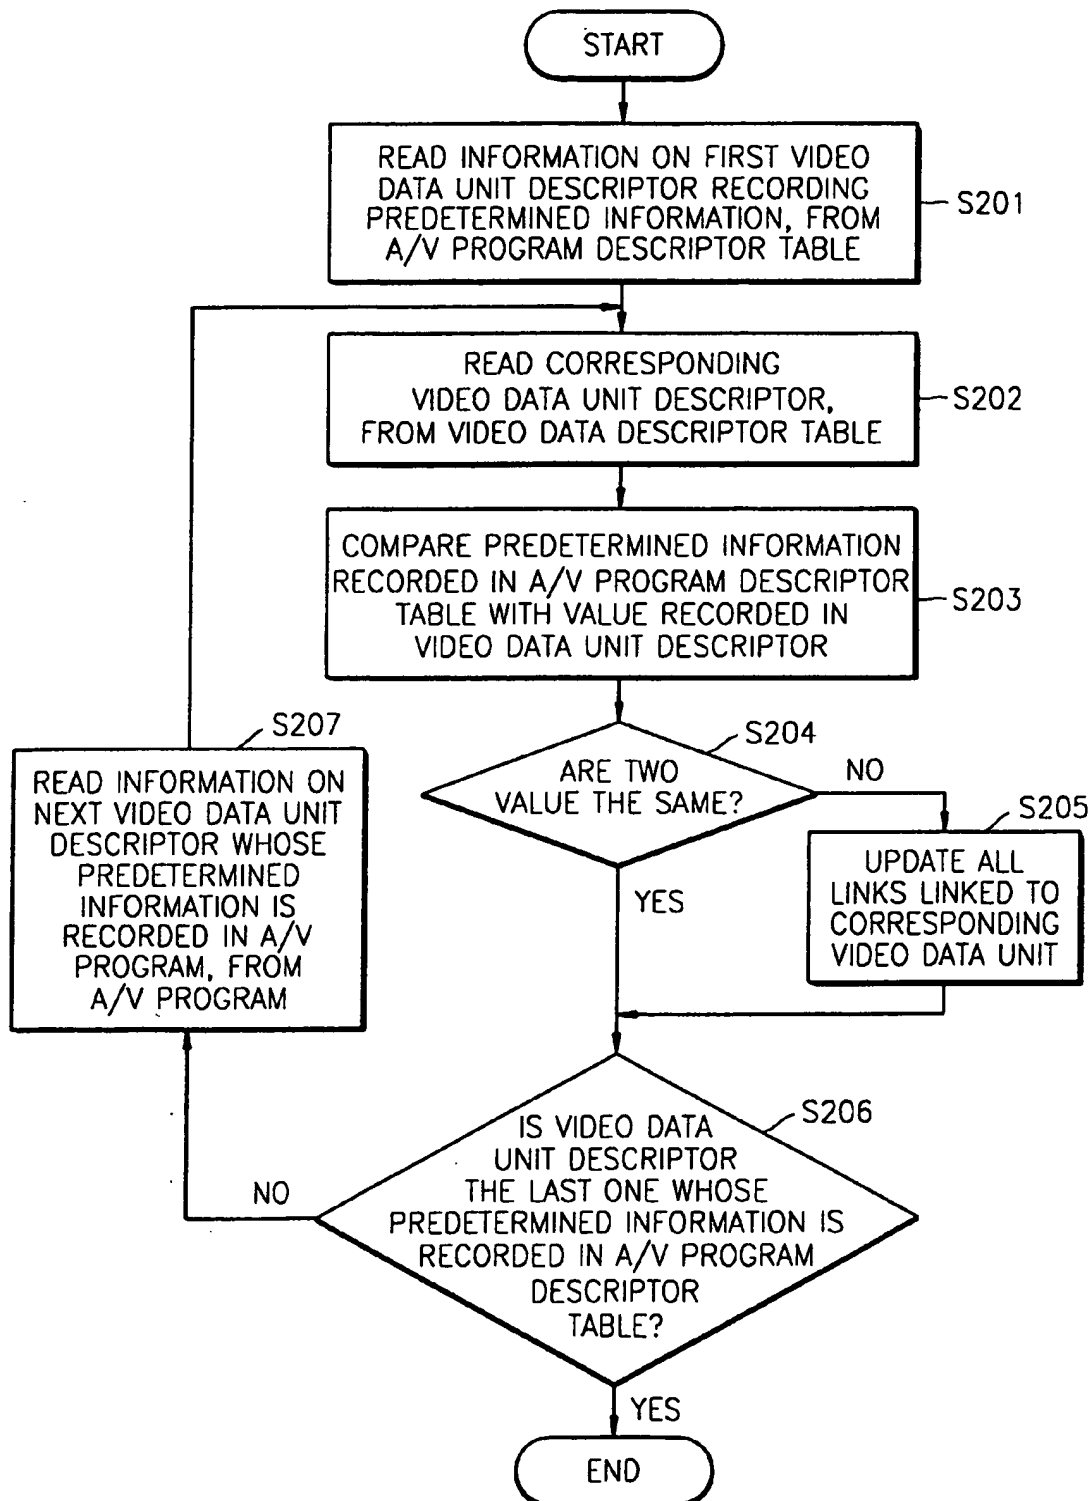 START
READ INFORMATION ON FIRST VIDEO
DATA UNIT DESCRIPTOR RECORDING
PREDETERMINED INFORMATION, FROM
A/V PROGRAM DESCRIPTOR TABLE
S201
READ CORRESPONDING
VIDEO DATA UNIT DESCRIPTOR,
FROM VIDEO DATA DESCRIPTOR TABLE
S202
COMPARE PREDETERMINED INFORMATION
RECORDED IN A/V PROGRAM DESCRIPTOR
TABLE WITH VALUE RECORDED IN
VIDEO DATA UNIT DESCRIPTOR
S203
ARE TWO
VALUE THE SAME?
S204
NO
YES
S205
UPDATE ALL
LINKS LINKED TO
CORRESPONDING
VIDEO DATA UNIT
S207
READ INFORMATION ON
NEXT VIDEO DATA UNIT
DESCRIPTOR WHOSE
PREDETERMINED
INFORMATION IS
RECORDED IN A/V
PROGRAM, FROM
A/V PROGRAM
IS VIDEO DATA
UNIT DESCRIPTOR
THE LAST ONE WHOSE
PREDETERMINED INFORMATION IS
RECORDED IN A/V PROGRAM
DESCRIPTOR
TABLE?
S206
NO
YES
END